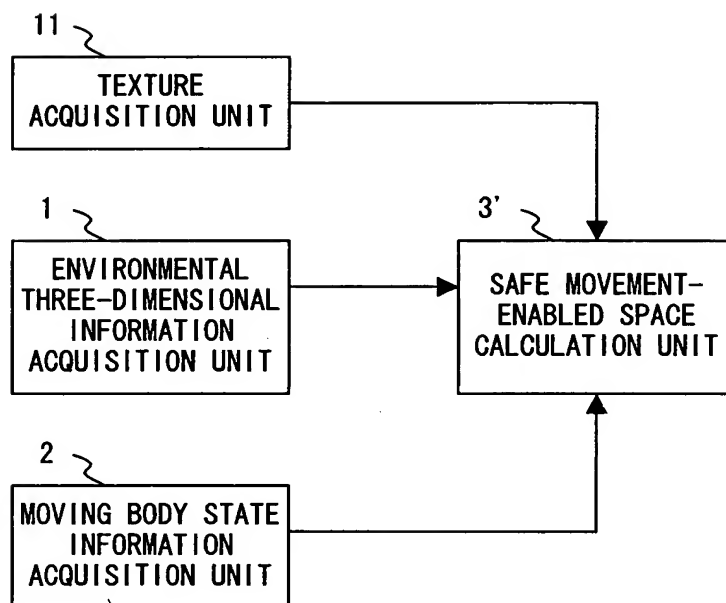 11
TEXTURE
ACQUISITION UNIT
1
ENVIRONMENTAL
THREE-DIMENSIONAL
INFORMATION
ACQUISITION UNIT
3'
SAFE MOVEMENT-
ENABLED SPACE
CALCULATION UNIT
2
MOVING BODY STATE
INFORMATION
ACQUISITION UNIT